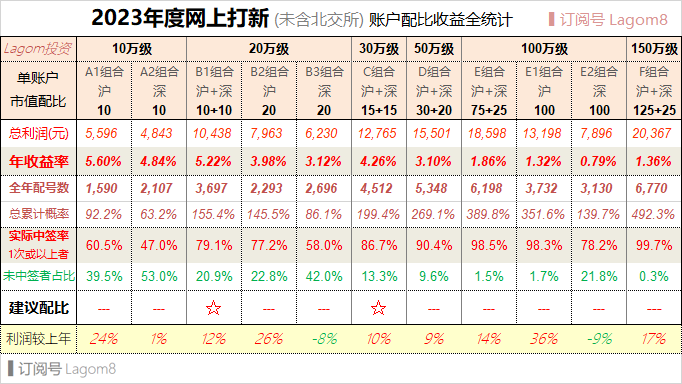 2023年度网上打新 (未含北交所) 账户配比收益全统计 订阅号 Lagom8
Lagom投资 10万级 20万级 30万级 50万级 100万级 150万级
单账户 A1组合 A2组合 B1组合 B2组合 B3组合 C组合 D组合 E组合 E1组合 E2组合 F组合
沪 深 沪+深 沪 深 沪+深 沪+深 沪+深 沪 深 沪+深
市值配比 10 10 10+10 20 20 15+15 30+20 75+25 100 100 125+25
总利润(元) 5,596 4,843 10,438 7,963 6,230 12,765 15,501 18,598 13,198 7,896 20,367
年收益率 5.60% 4.84% 5.22% 3.98% 3.12% 4.26% 3.10% 1.86% 1.32% 0.79% 1.36%
全年配号数 1,590 2,107 3,697 2,293 2,696 4,512 5,348 6,198 3,732 3,130 6,770
总累计概率 92.2% 63.2% 155.4% 145.5% 86.1% 199.4% 269.1% 389.8% 351.6% 139.7% 492.3%
实际中签率 60.5% 47.0% 79.1% 77.2% 58.0% 86.7% 90.4% 98.5% 98.3% 78.2% 99.7%
1次或以上者
未中签者占比 39.5% 53.0% 20.9% 22.8% 42.0% 13.3% 9.6% 1.5% 1.7% 21.8% 0.3%
建议配比 --- --- ☆ --- --- ☆ --- --- --- --- ---
利润较上年 24% 1% 12% 26% -8% 10% 9% 14% 36% -9% 17%
订阅号 Lagom8